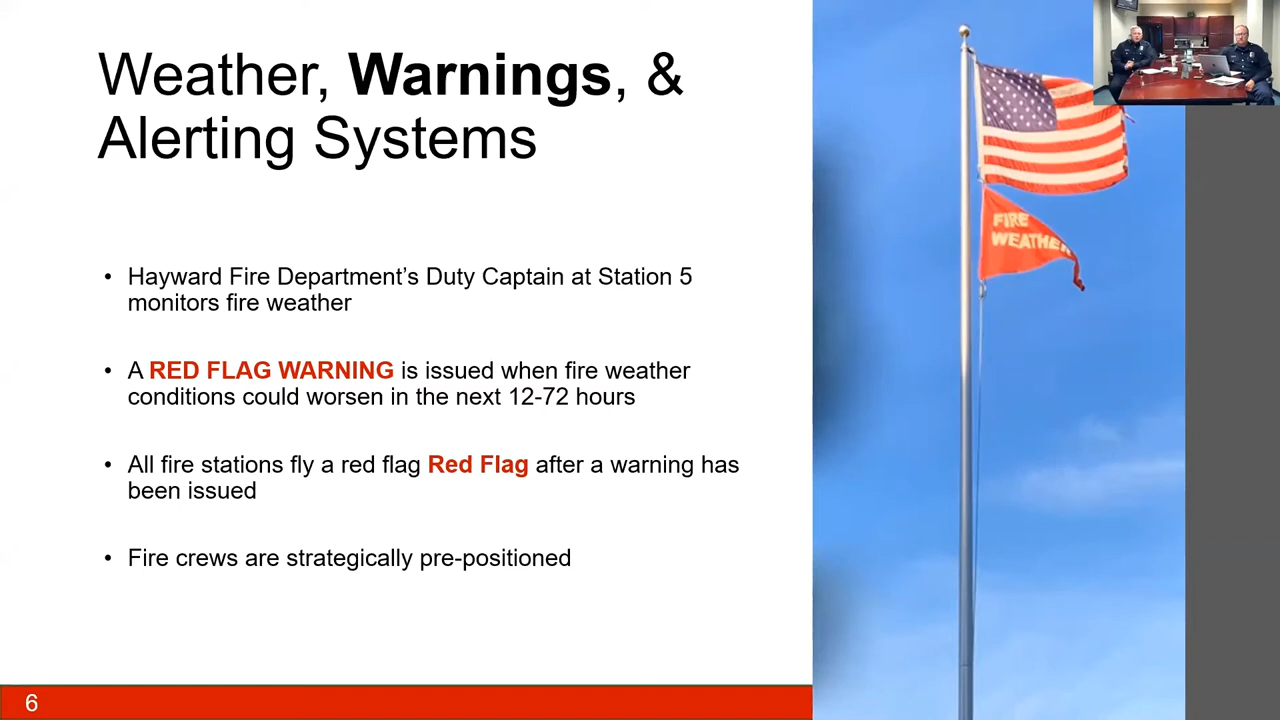 Weather, Warnings, &
Alerting Systems
• Hayward Fire Department’s Duty Captain at Station 5
monitors fire weather
• A RED FLAG WARNING is issued when fire weather
conditions could worsen in the next 12-72 hours
• All fire stations fly a red flag Red Flag after a warning has
been issued
• Fire crews are strategically pre-positioned
6
FIRE
WEATHER